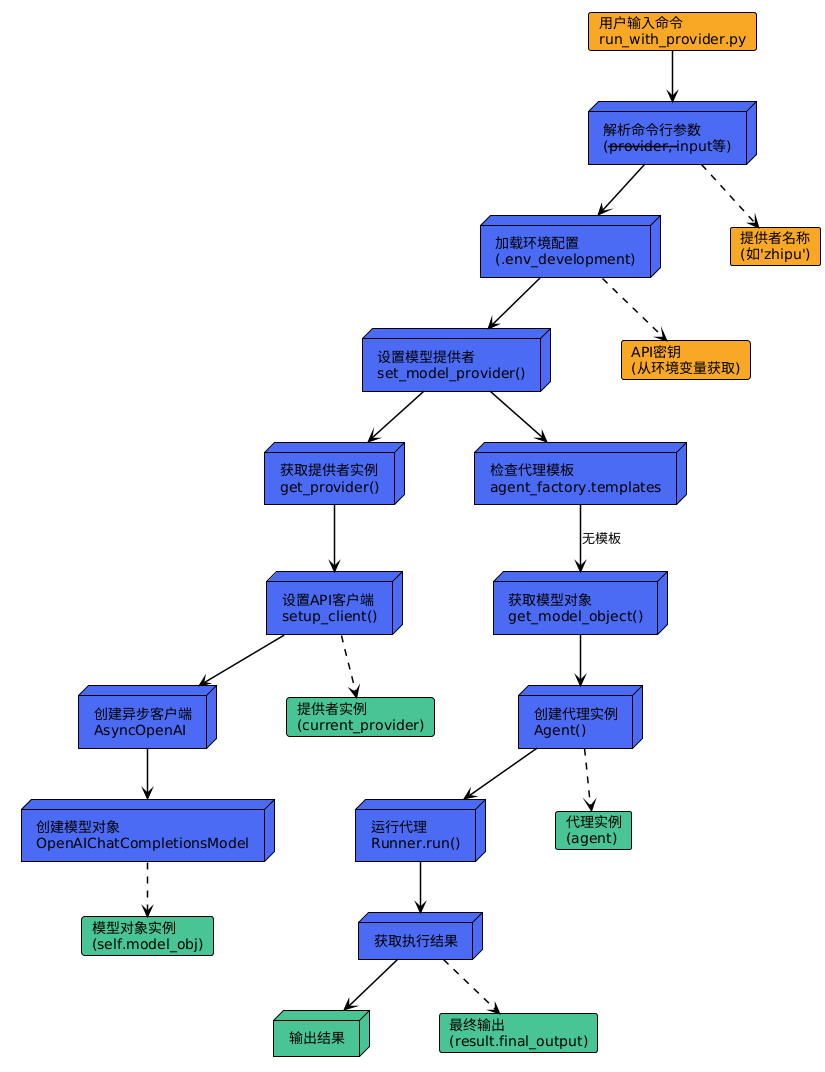 用户输入命令
run_with_provider.py
解析命令行参数
(provider, input等)
提供者名称
(如'zhipu')
加载环境配置
(.env_development)
API密钥
(从环境变量获取)
设置模型提供者
set_model_provider()
获取提供者实例
get_provider()
检查代理模板
agent_factory.templates
无模板
设置API客户端
setup_client()
获取模型对象
get_model_object()
创建异步客户端
AsyncOpenAI
提供者实例
(current_provider)
创建代理实例
Agent()
创建模型对象
OpenAIChatCompletionsModel
运行代理
Runner.run()
代理实例
(agent)
模型对象实例
(self.model_obj)
获取执行结果
输出结果
最终输出
(result.final_output)